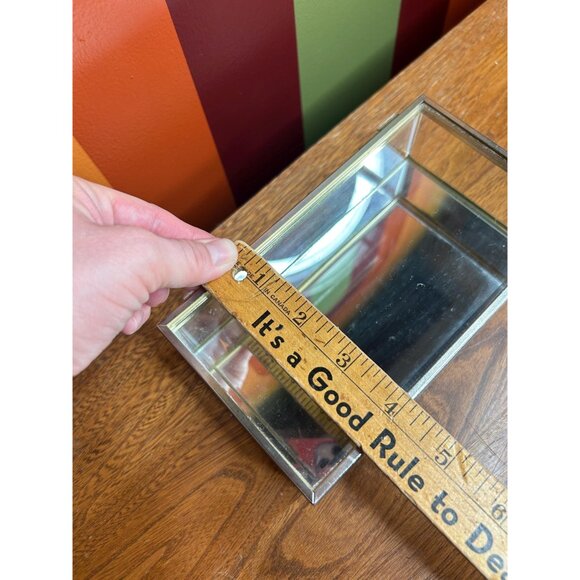 1 2 3 4 5 6
IN CANADA
It's a Good Rule to De